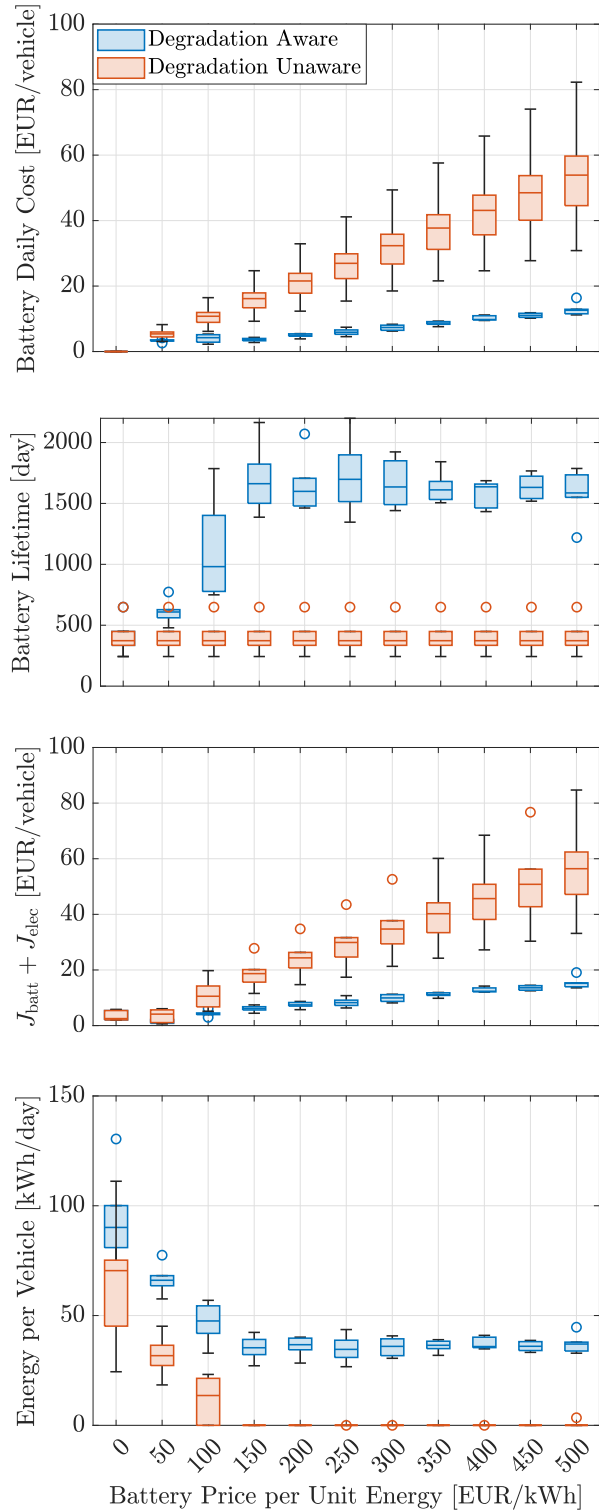 Battery Daily Cost [EUR/vehicle]
100
80
60
40
20
0
Degradation Aware
Degradation Unaware
Battery Lifetime [day]
2000
1500
1000
500
0
J_batt + J_elec [EUR/vehicle]
100
80
60
40
20
0
Energy per Vehicle [kWh/day]
150
100
50
0
0 50 100 150 200 250 300 350 400 450 500
Battery Price per Unit Energy [EUR/kWh]